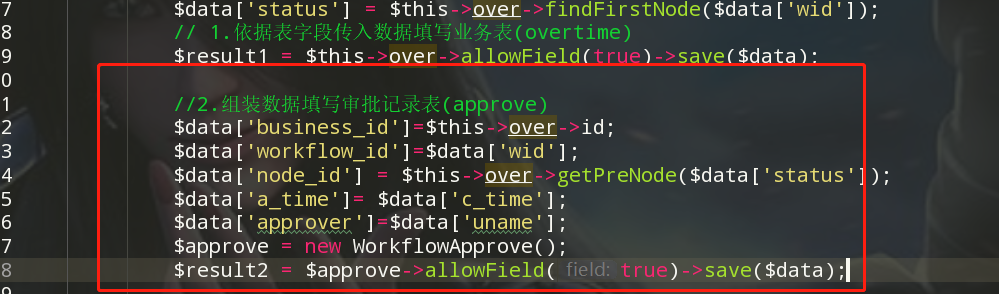 7 $data['status'] = $this->over->findFirstNode($data['wid']);
8 // 1.依据表字段传入数据填写业务表(overtime)
9 $result1 = $this->over->allowField(true)->save($data);
0
1 //2.组装数据填写审批记录表(approve)
2 $data['business_id']=$this->over->id;
3 $data['workflow_id']=$data['wid'];
4 $data['node_id'] = $this->over->getPreNode($data['status']);
5 $data['a_time']= $data['c_time'];
6 $data['approver']=$data['uname'];
7 $approve = new WorkflowApprove();
8 $result2 = $approve->allowField( field: true)->save($data);
9